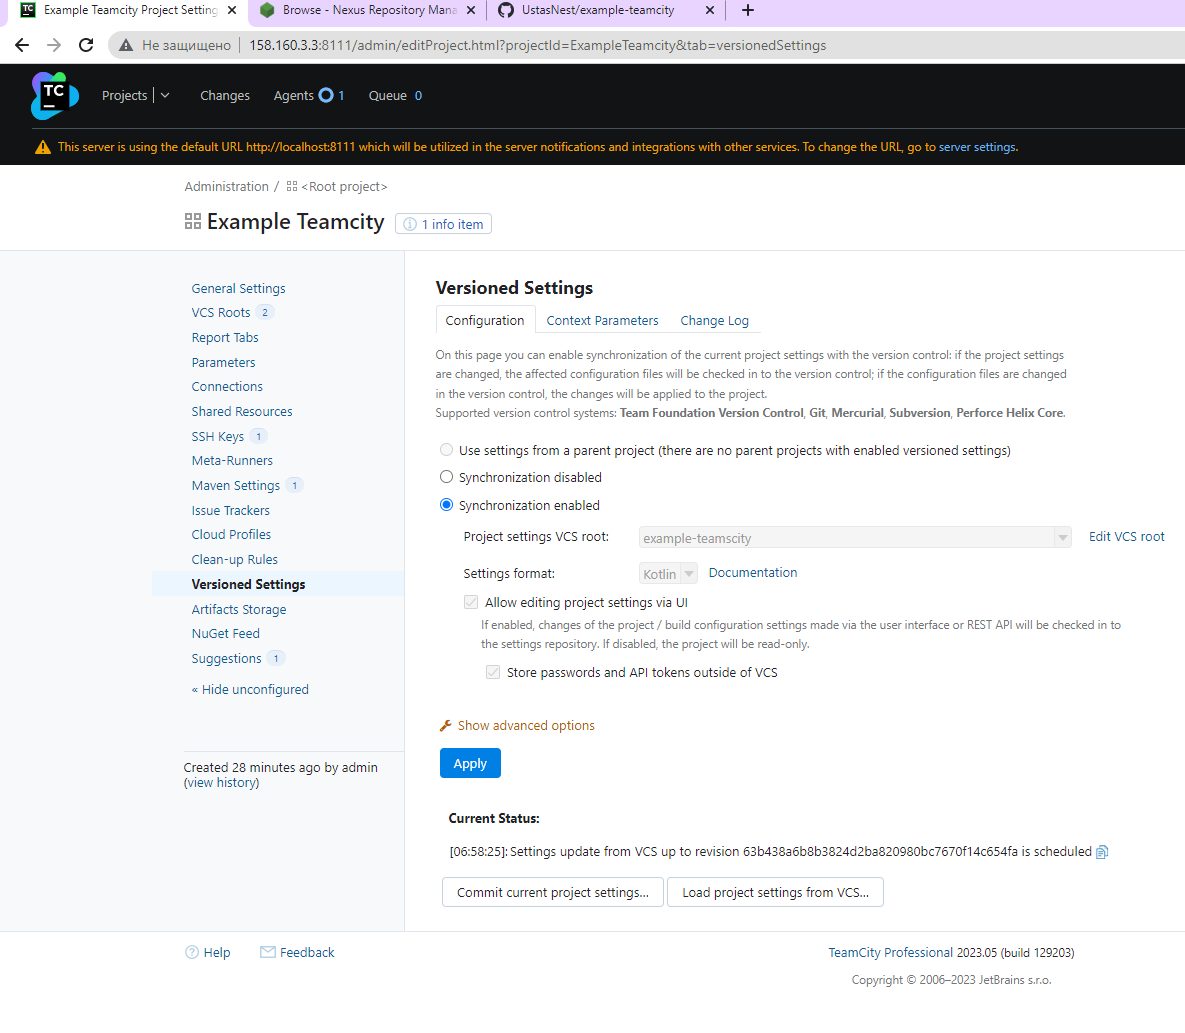 Example Teamcity Project Setting
Browse - Nexus Repository Mana
UstasNest/example-teamcity
Не защищено
158.160.3.3:8111/admin/editProject.html?projectId=ExampleTeamcity&tab=versionedSettings
TC
Projects
Changes
Agents 1
Queue 0
This server is using the default URL http://localhost:8111 which will be utilized in the server notifications and integrations with other services. To change the URL, go to server settings.
Administration / <Root project>
Example Teamcity
1 info item
General Settings
VCS Roots 2
Report Tabs
Parameters
Connections
Shared Resources
SSH Keys 1
Meta-Runners
Maven Settings 1
Issue Trackers
Cloud Profiles
Clean-up Rules
Versioned Settings
Artifacts Storage
NuGet Feed
Suggestions 1
« Hide unconfigured
Created 28 minutes ago by admin
(view history)
Versioned Settings
Configuration
Context Parameters
Change Log
On this page you can enable synchronization of the current project settings with the version control: if the project settings
are changed, the affected configuration files will be checked in to the version control; if the configuration files are changed
in the version control, the changes will be applied to the project.
Supported version control systems: Team Foundation Version Control, Git, Mercurial, Subversion, Perforce Helix Core.
Use settings from a parent project (there are no parent projects with enabled versioned settings)
Synchronization disabled
Synchronization enabled
Project settings VCS root:
example-teamscity
Edit VCS root
Settings format:
Kotlin
Documentation
Allow editing project settings via UI
If enabled, changes of the project / build configuration settings made via the user interface or REST API will be checked in to
the settings repository. If disabled, the project will be read-only.
Store passwords and API tokens outside of VCS
Show advanced options
Apply
Current Status:
[06:58:25]: Settings update from VCS up to revision 63b438a6b8b3824d2ba820980bc7670f14c654fa is scheduled
Commit current project settings...
Load project settings from VCS...
Help
Feedback
TeamCity Professional 2023.05 (build 129203)
Copyright © 2006–2023 JetBrains s.r.o.